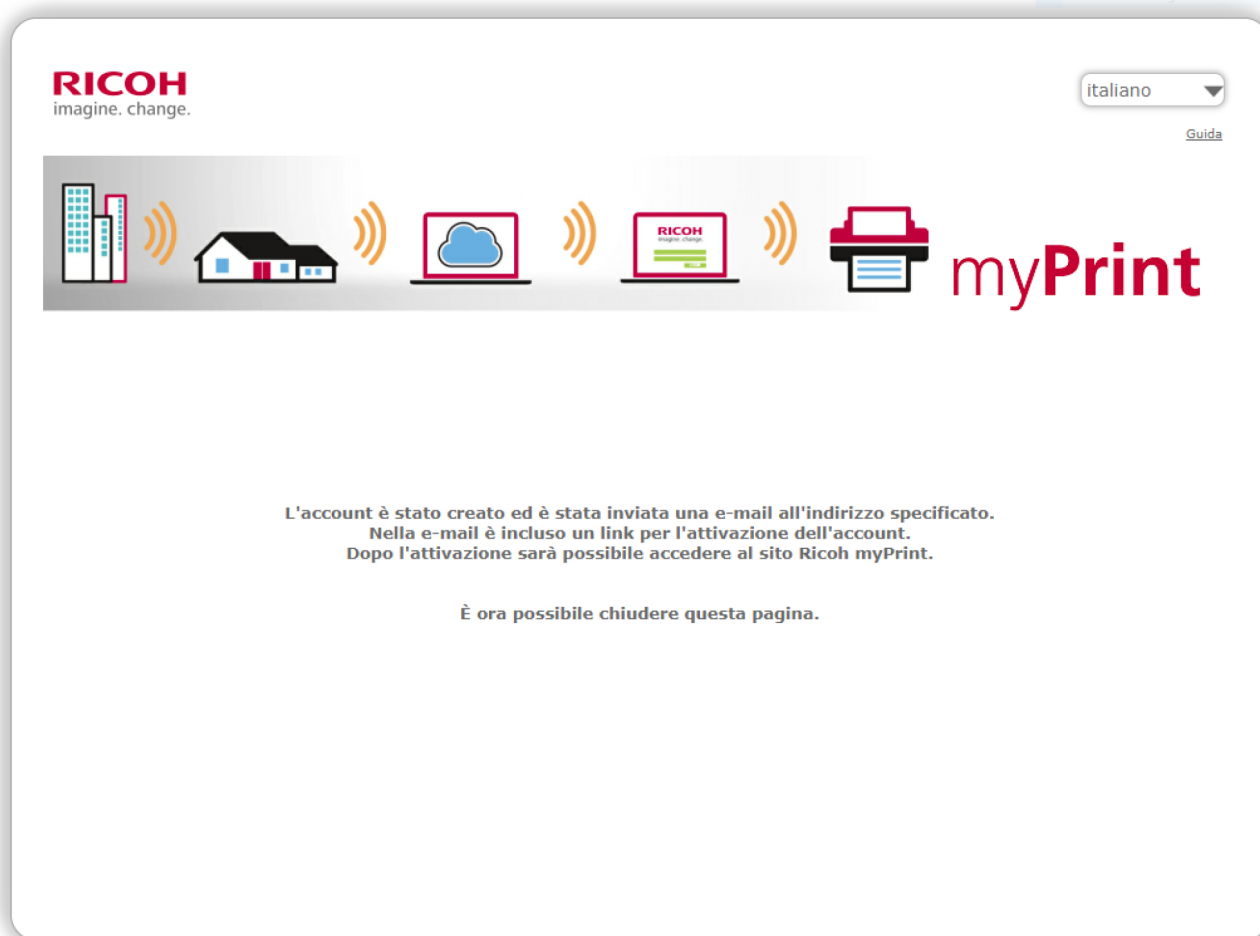 RICOH
imagine. change.
italiano
Guida
RICOH
imagine. change.
myPrint
L'account è stato creato ed è stata inviata una e-mail all'indirizzo specificato.
Nella e-mail è incluso un link per l'attivazione dell'account.
Dopo l'attivazione sarà possibile accedere al sito Ricoh myPrint.
È ora possibile chiudere questa pagina.